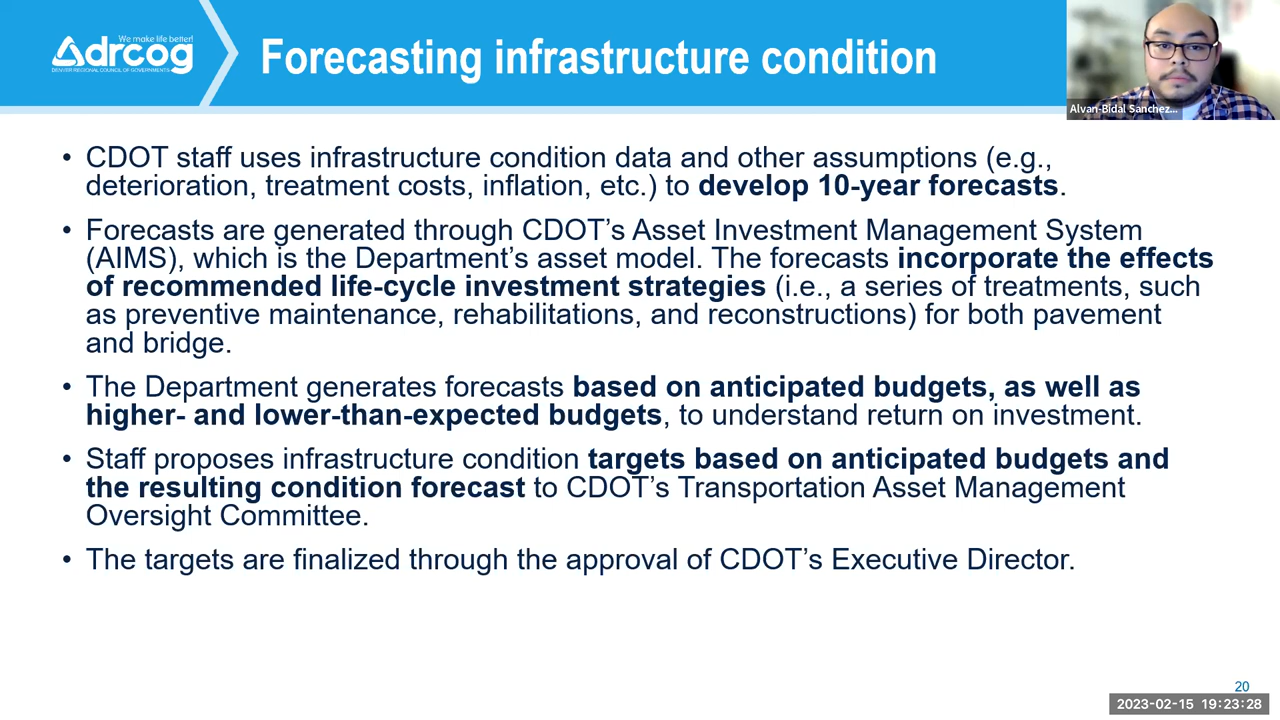 We make life better!
drcog
DENVER REGIONAL COUNCIL OF GOVERNMENTS
Forecasting infrastructure condition
Alvan-Bidal Sanchez...
• CDOT staff uses infrastructure condition data and other assumptions (e.g.,
deterioration, treatment costs, inflation, etc.) to develop 10-year forecasts.
• Forecasts are generated through CDOT’s Asset Investment Management System
(AIMS), which is the Department’s asset model. The forecasts incorporate the effects
of recommended life-cycle investment strategies (i.e., a series of treatments, such
as preventive maintenance, rehabilitations, and reconstructions) for both pavement
and bridge.
• The Department generates forecasts based on anticipated budgets, as well as
higher- and lower-than-expected budgets, to understand return on investment.
• Staff proposes infrastructure condition targets based on anticipated budgets and
the resulting condition forecast to CDOT’s Transportation Asset Management
Oversight Committee.
• The targets are finalized through the approval of CDOT’s Executive Director.
20
2023-02-15 19:23:28